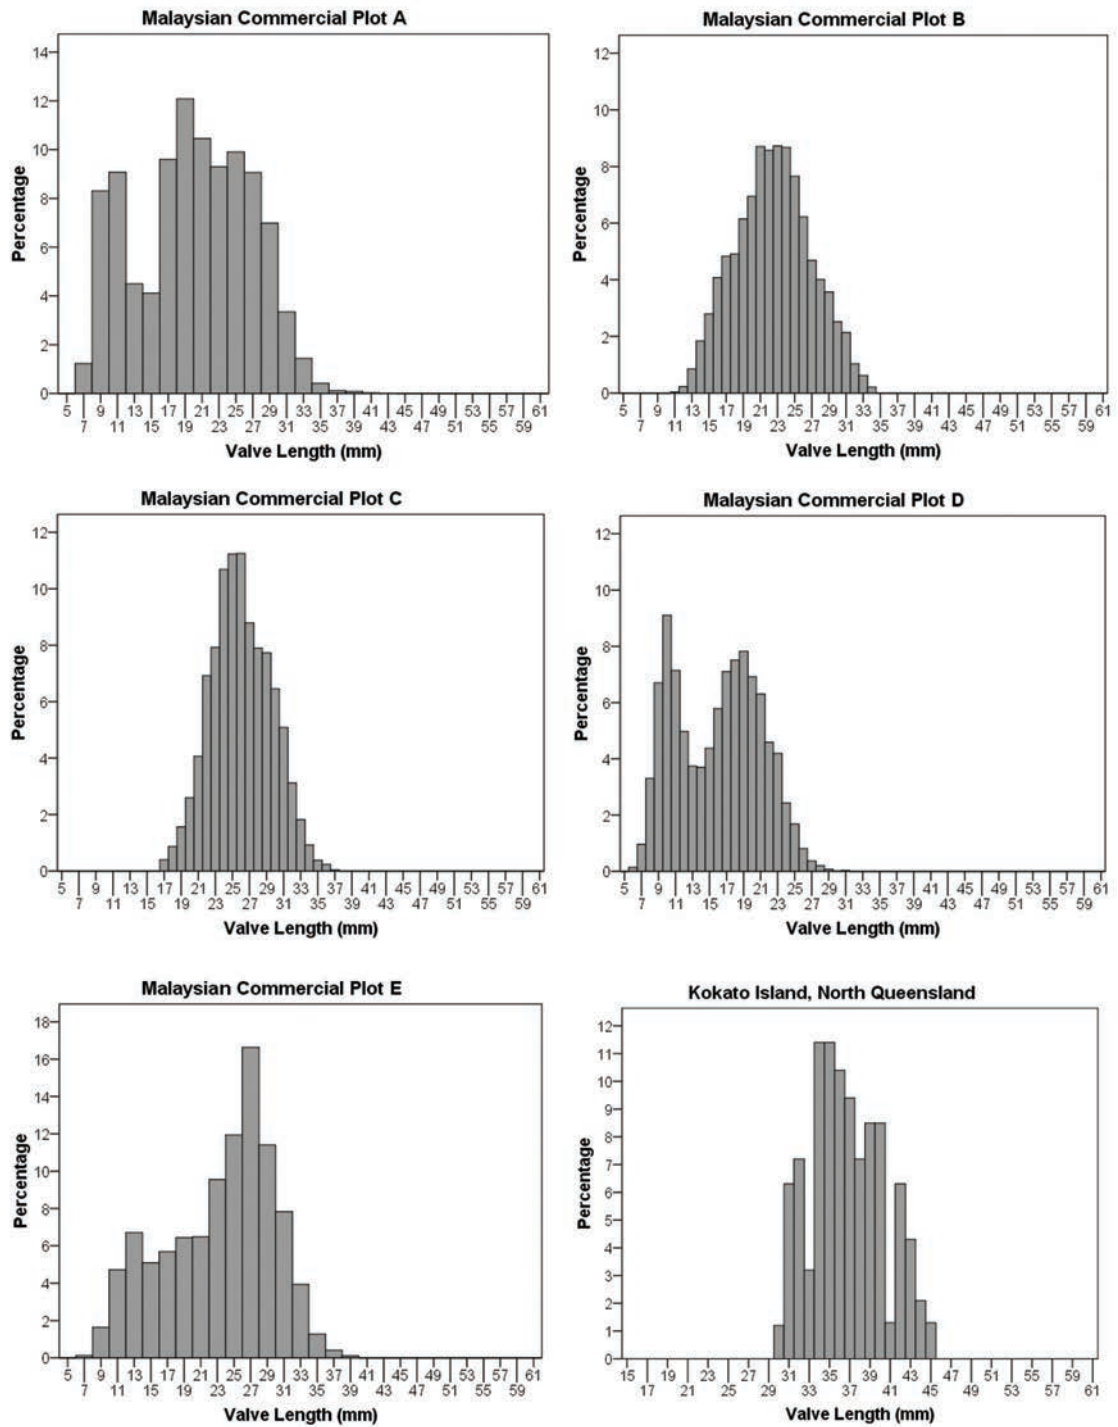 Malaysian Commercial Plot A
14
12
10
8
6
4
2
0
Percentage
5 9 13 17 21 25 29 33 37 41 45 49 53 57 61
7 11 15 19 23 27 31 35 39 43 47 51 55 59
Valve Length (mm)
Malaysian Commercial Plot B
12
10
8
6
4
2
0
Percentage
5 9 13 17 21 25 29 33 37 41 45 49 53 57 61
7 11 15 19 23 27 31 35 39 43 47 51 55 59
Valve Length (mm)
Malaysian Commercial Plot C
12
10
8
6
4
2
0
Percentage
5 9 13 17 21 25 29 33 37 41 45 49 53 57 61
7 11 15 19 23 27 31 35 39 43 47 51 55 59
Valve Length (mm)
Malaysian Commercial Plot D
12
10
8
6
4
2
0
Percentage
5 9 13 17 21 25 29 33 37 41 45 49 53 57 61
7 11 15 19 23 27 31 35 39 43 47 51 55 59
Valve Length (mm)
Malaysian Commercial Plot E
18
16
14
12
10
8
6
4
2
0
Percentage
5 9 13 17 21 25 29 33 37 41 45 49 53 57 61
7 11 15 19 23 27 31 35 39 43 47 51 55 59
Valve Length (mm)
Kokato Island, North Queensland
12
11
10
9
8
7
6
5
4
3
2
1
0
Percentage
15 19 23 27 31 35 39 43 47 51 55 59
17 21 25 29 33 37 41 45 49 53 57 61
Valve Length (mm)